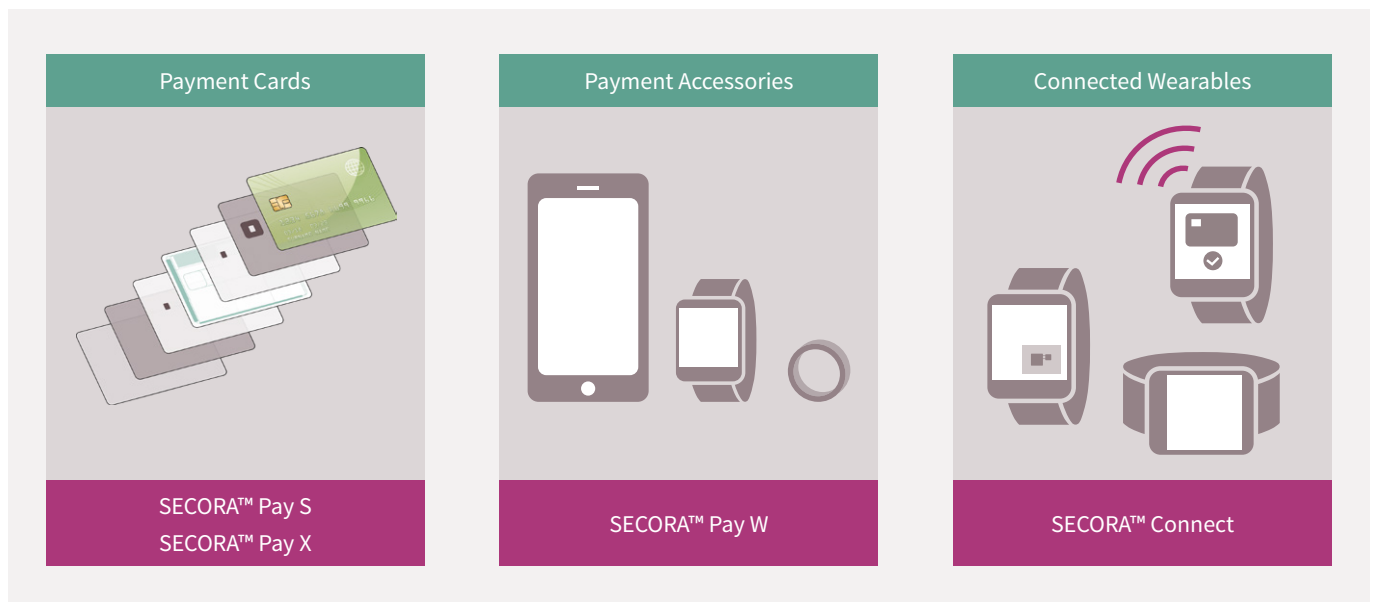 Payment Cards
SECORA™ Pay S
SECORA™ Pay X
Payment Accessories
SECORA™ Pay W
Connected Wearables
SECORA™ Connect